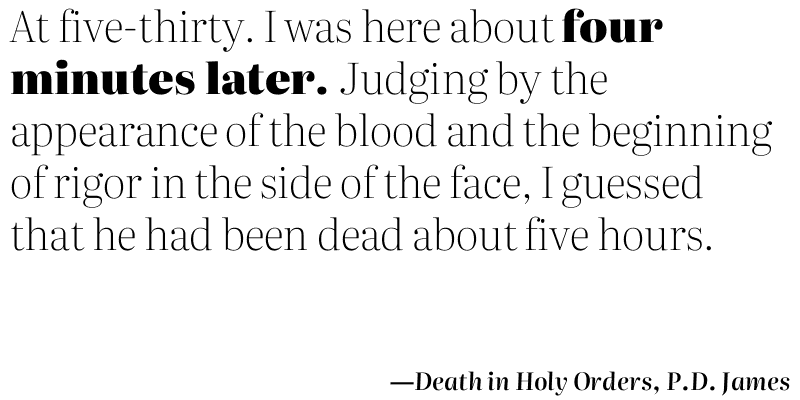 At five-thirty. I was here about four
minutes later. Judging by the
appearance of the blood and the beginning
of rigor in the side of the face, I guessed
that he had been dead about five hours.
—Death in Holy Orders, P.D. James